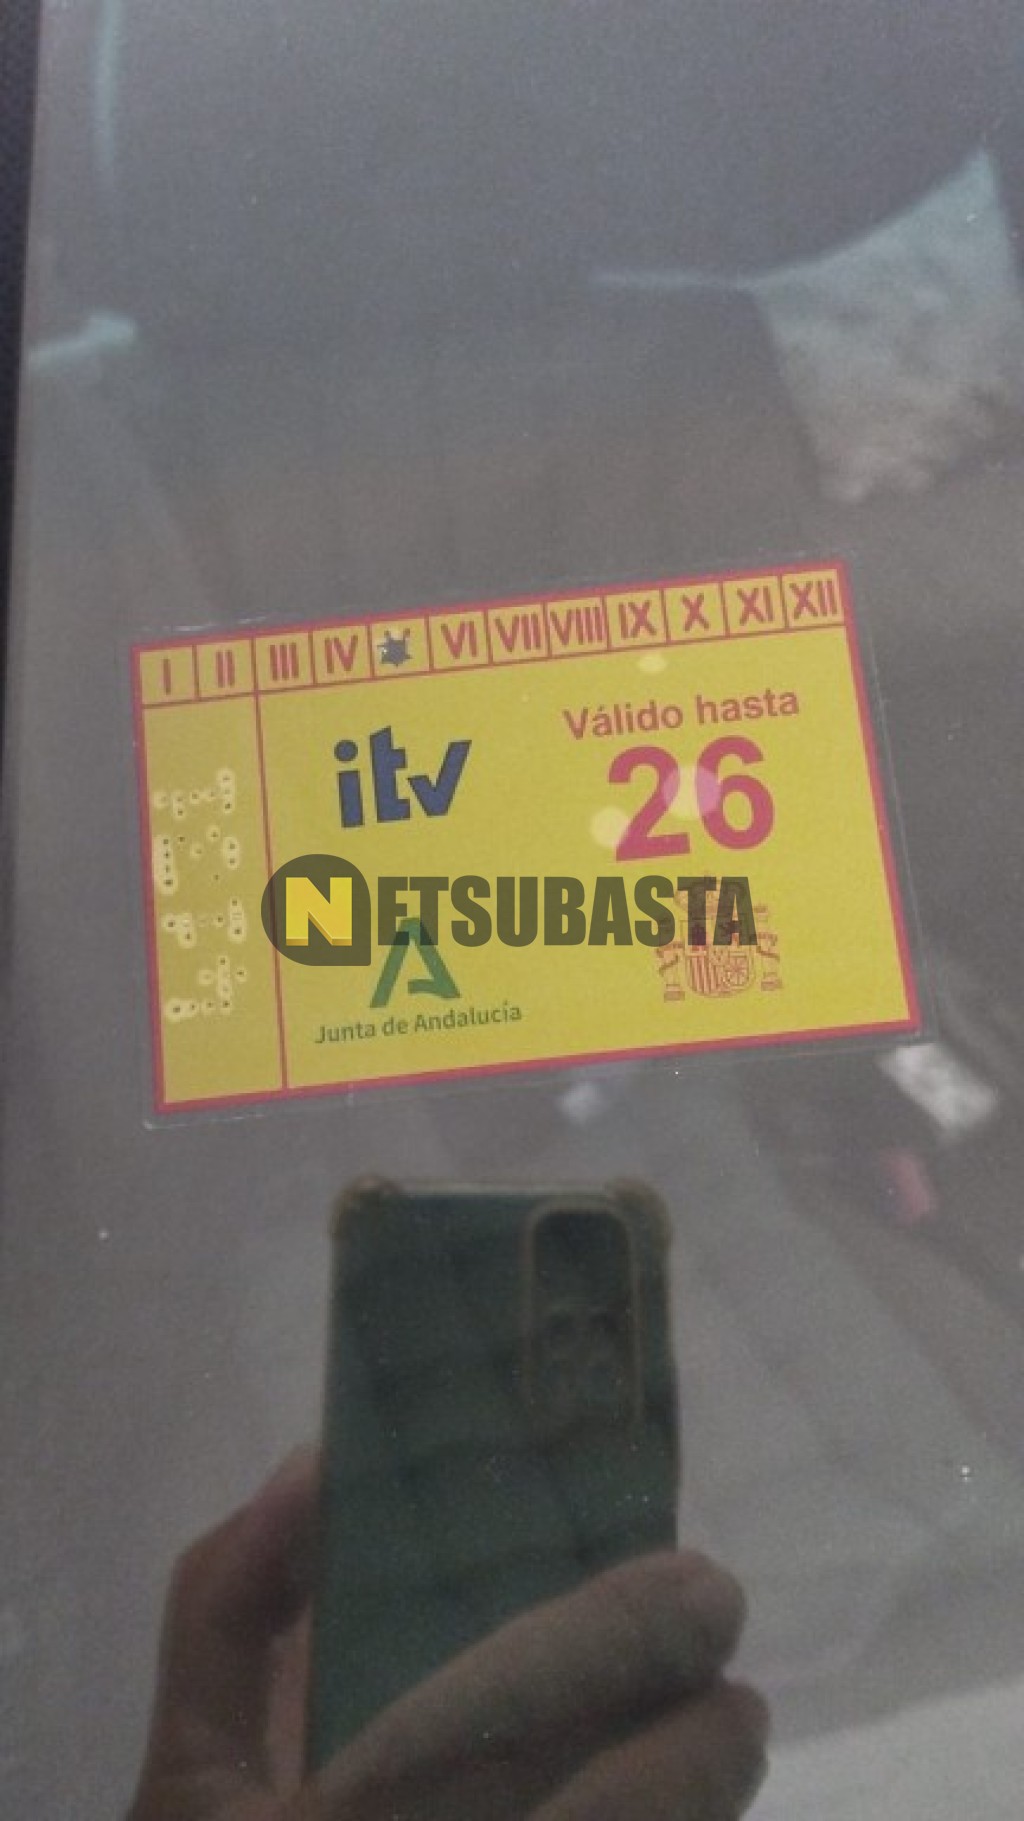 I II III IV VI VII VIII IX X XI XII
itv
Válido hasta
26
NETSUBASTA
Junta de Andalucía